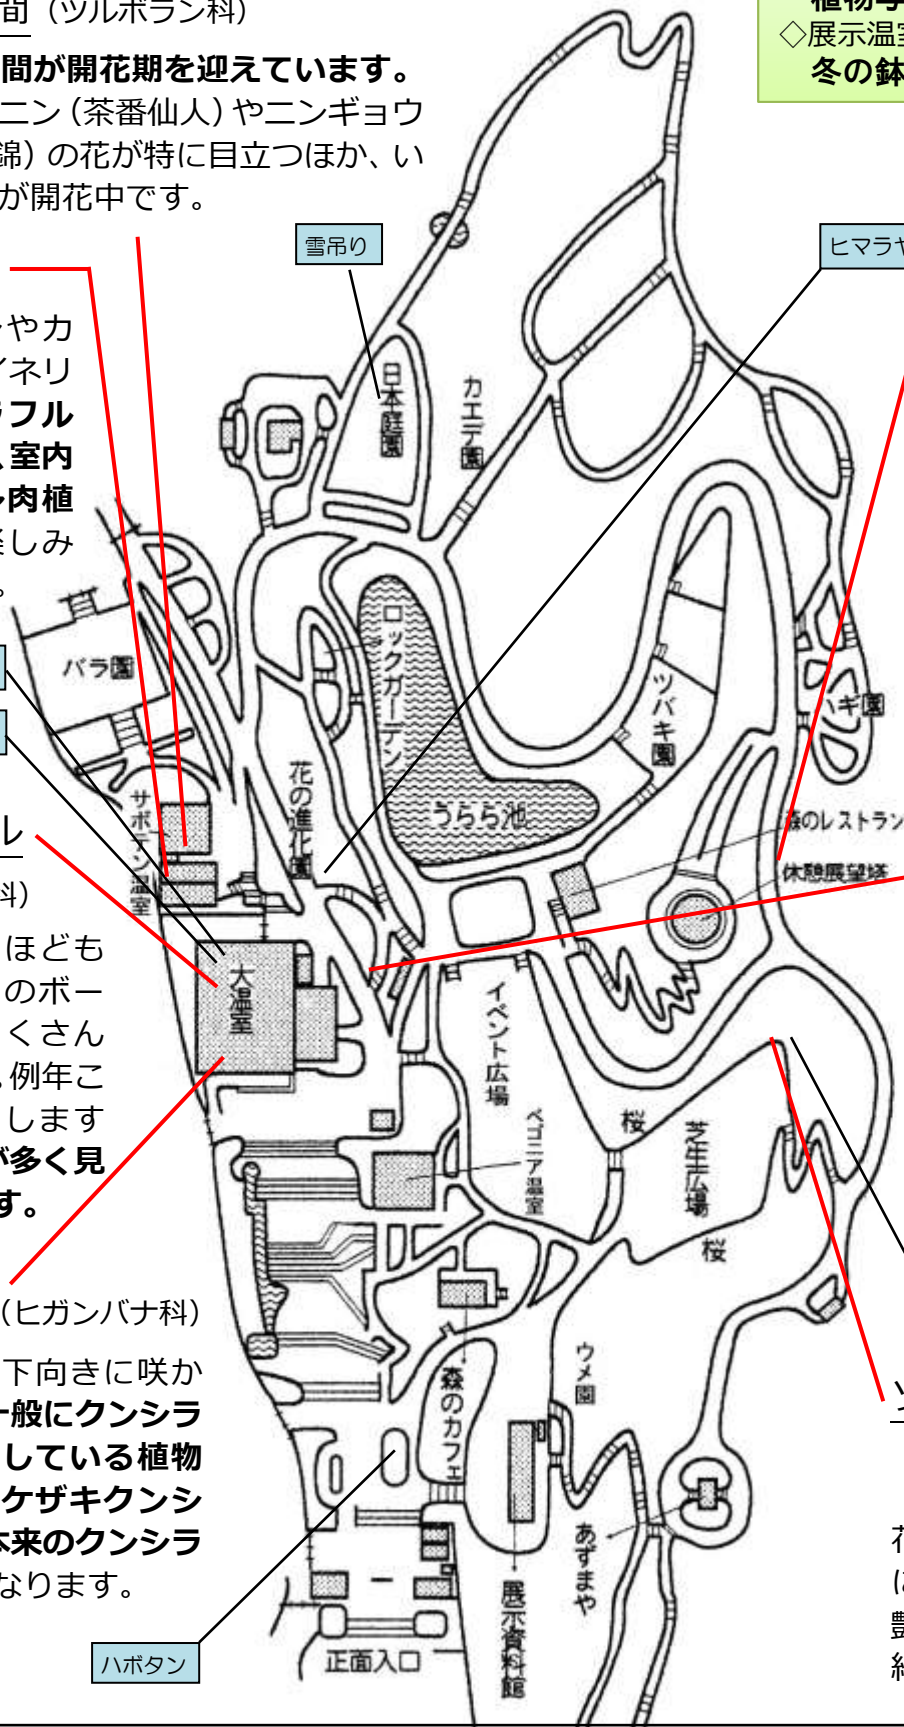 間（ツルボラン科）
間が開花期を迎えています。
ニン（茶番仙人）やニンギョウ
錦）の花が特に目立つほか、い
が開花中です。
植物
◇展示温室
冬の鉢
雪吊り
ヒマラヤ
やカ
イネリ
ラフル
、室内
肉植
楽しみ
。
日本庭園
カエデ園
バラ園
ロックガーデン
ツバキ園
ハギ園
花の進化園
うらら池
サボテン温室
森のレストラン
休憩展望塔
ル
科）
ほども
のボー
くさん
。例年こ
します
が多く見
す。
大温室
イベント広場
ベゴニア温室
桜
芝生広場
桜
（ヒガンバナ科）
下向きに咲か
一般にクンシラ
している植物
ケザキクンシ
本来のクンシラ
なります。
ウメ園
森のカフェ
あずまや
展示資料館
ハボタン
正面入口
ソ
花
に
艶